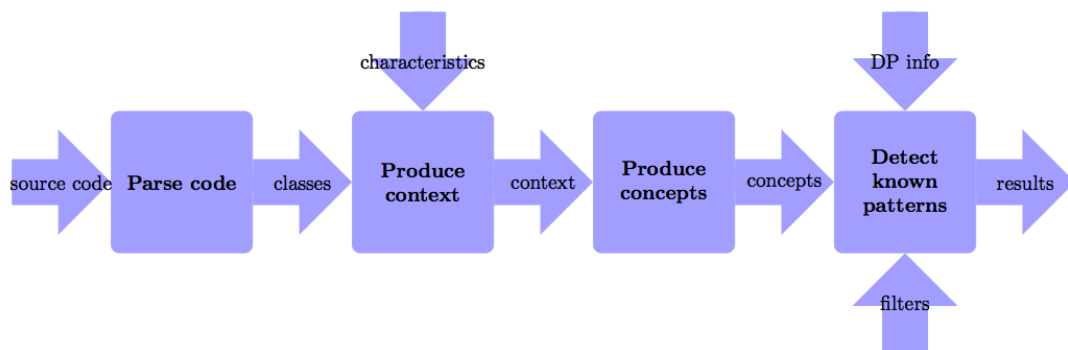 characteristics
DP info
source code
Parse code
classes
Produce
context
context
Produce
concepts
concepts
Detect
known
patterns
results
filters